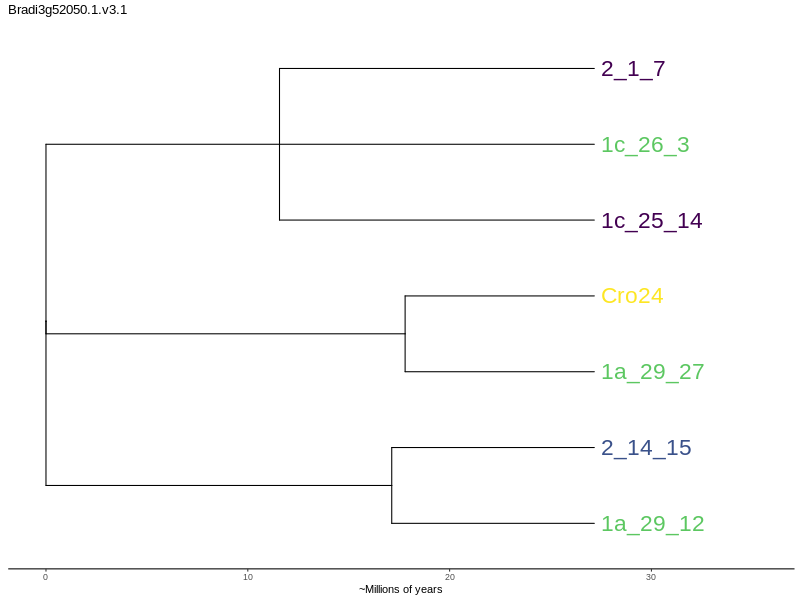 Bradi3g52050.1.v3.1
2_1_7
1c_26_3
1c_25_14
Cro24
1a_29_27
2_14_15
1a_29_12
0 10 20 30
~Millions of years